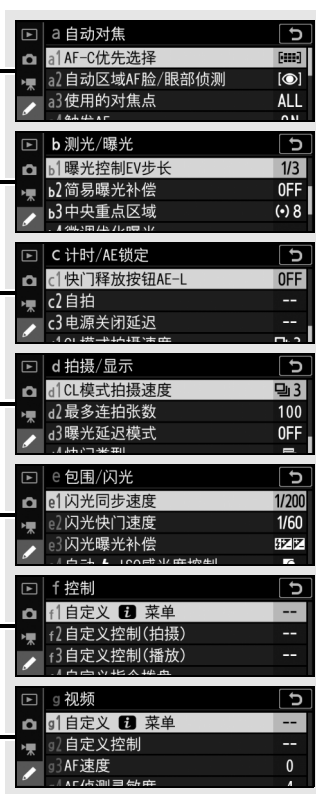 a 自动对焦
a1 AF-C优先选择
a2 自动区域AF脸/眼部侦测
a3 使用的对焦点 ALL
b 测光/曝光
b1 曝光控制EV步长 1/3
b2 简易曝光补偿 OFF
b3 中央重点区域 (•) 8
c 计时/AE锁定
c1 快门释放按钮AE-L OFF
c2 自拍 --
c3 电源关闭延迟 --
d 拍摄/显示
d1 CL模式拍摄速度 3
d2 最多连拍张数 100
d3 曝光延迟模式 OFF
e 包围/闪光
e1 闪光同步速度 1/200
e2 闪光快门速度 1/60
e3 闪光曝光补偿
f 控制
f1 自定义 i 菜单 --
f2 自定义控制(拍摄) --
f3 自定义控制(播放) --
g 视频
g1 自定义 i 菜单 --
g2 自定义控制 --
g3 AF速度 0